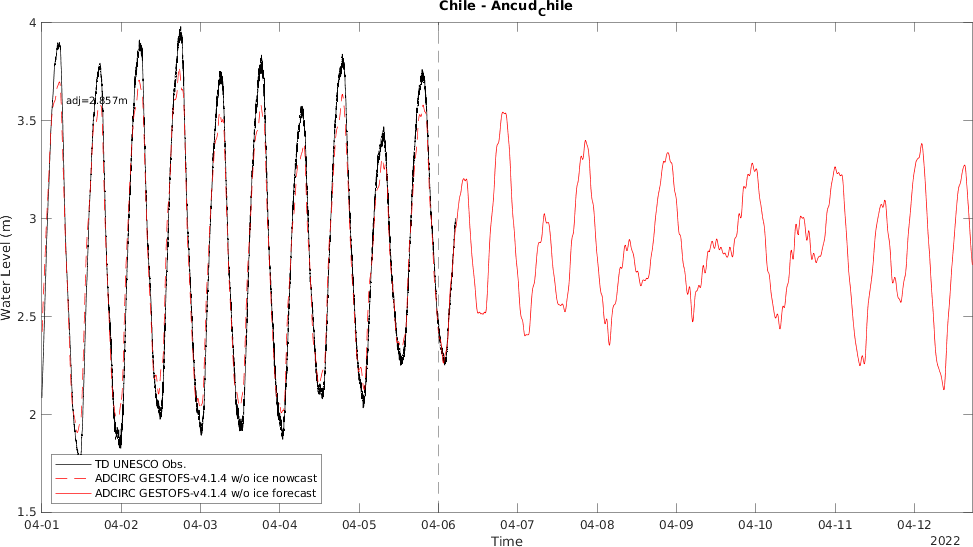 Chile - Ancud_Chile
4
3.5
3
2.5
2
1.5
Water Level (m)
adj=2.857m
TD UNESCO Obs.
ADCIRC GESTOFS-v4.1.4 w/o ice nowcast
ADCIRC GESTOFS-v4.1.4 w/o ice forecast
04-01 04-02 04-03 04-04 04-05 04-06 04-07 04-08 04-09 04-10 04-11 04-12
Time
2022